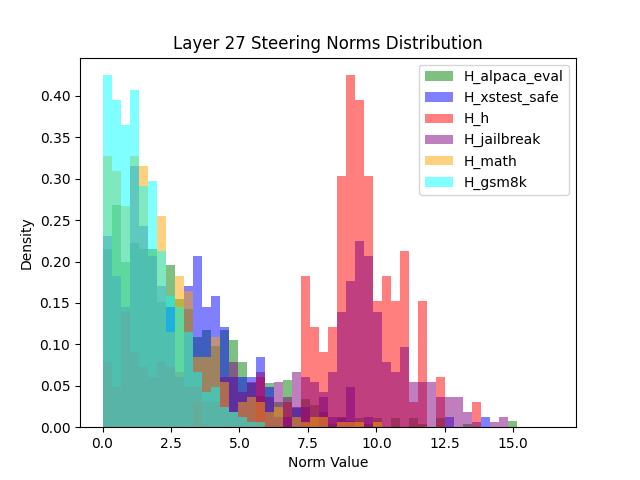 Layer 27 Steering Norms Distribution
H_alpaca_eval
H_xstest_safe
H_h
H_jailbreak
H_math
H_gsm8k
0.40
0.35
0.30
0.25
0.20
0.15
0.10
0.05
0.00
Density
0.0 2.5 5.0 7.5 10.0 12.5 15.0
Norm Value